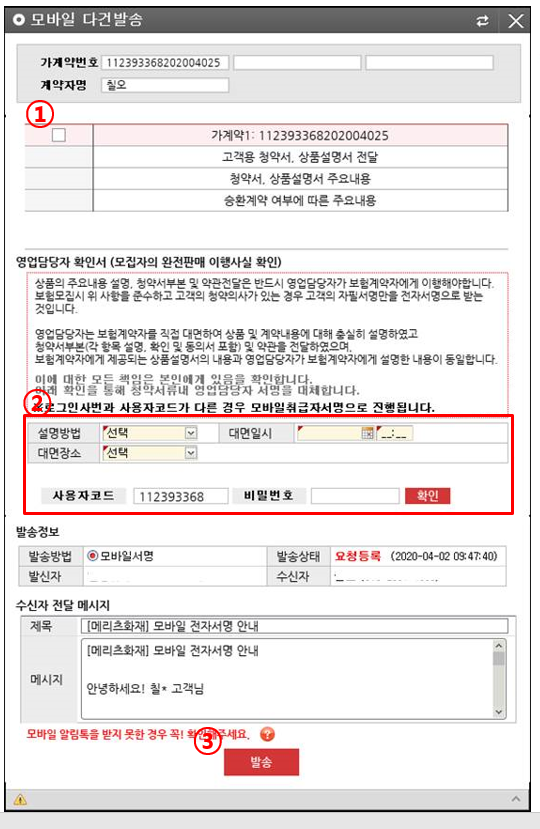 모바일 다건발송
가계약번호 112393368202004025
계약자명 칠오
①
가계약1: 112393368202004025
고객용 청약서, 상품설명서 전달
청약서, 상품설명서 주요내용
승환계약 여부에 따른 주요내용
영업담당자 확인서 (모집자의 완전판매 이행사실 확인)
상품의 주요내용 설명, 청약서부본 및 약관전달은 반드시 영업담당자가 보험계약자에게 이행해야합니다.
보험모집시 위 사항을 준수하고 고객의 청약의사가 있는 경우 고객의 자필서명만을 전자서명으로 받는
것입니다.
영업담당자는 보험계약자를 직접 대면하여 상품 및 계약내용에 대해 충실히 설명하였고
청약서부본(각 항목 설명, 확인 및 동의서 포함) 및 약관을 전달하였으며,
보험계약자에게 제공되는 상품설명서의 내용과 영업담당자가 보험계약자에게 설명한 내용이 동일합니다.
이에 대한 모든 책임은 본인에게 있음을 확인합니다.
아래 확인을 통해 청약서류내 영업담당자 서명을 대체합니다.
②
로그인사번과 사용자코드가 다른 경우 모바일취급자서명으로 진행됩니다.
설명방법 선택 대면일시 __:__
대면장소 선택
사용자코드 112393368 비밀번호 확인
발송정보
발송방법 모바일서명 발송상태 요청등록 (2020-04-02 09:47:40)
발신자 수신자
수신자 전달 메시지
제목 [메리츠화재] 모바일 전자서명 안내
메시지 [메리츠화재] 모바일 전자서명 안내
안녕하세요! 칠* 고객님
모바일 알림톡을 받지 못한 경우 꼭! 확인해주세요. ?
③
발송